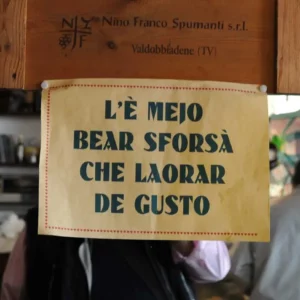 N F
Nino Franco Spumanti s.r.l.
Valdobbiadene (TV)
L'È MEJO
BEAR SFORSÀ
CHE LAORAR
DE GUSTO